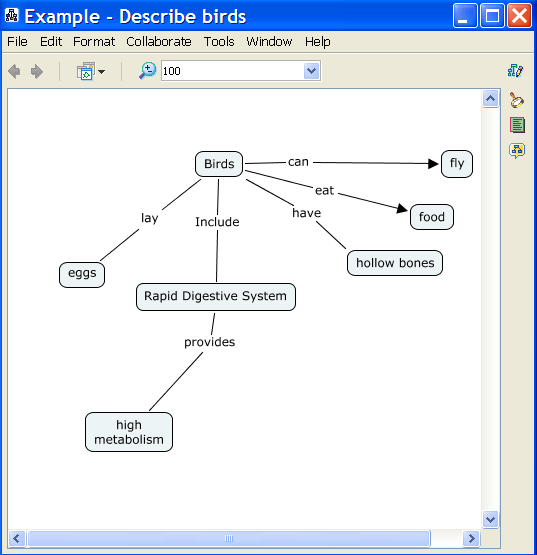 Example - Describe birds
File Edit Format Collaborate Tools Window Help
100
Birds
can
fly
eat
food
have
hollow bones
lay
eggs
Include
Rapid Digestive System
provides
high
metabolism